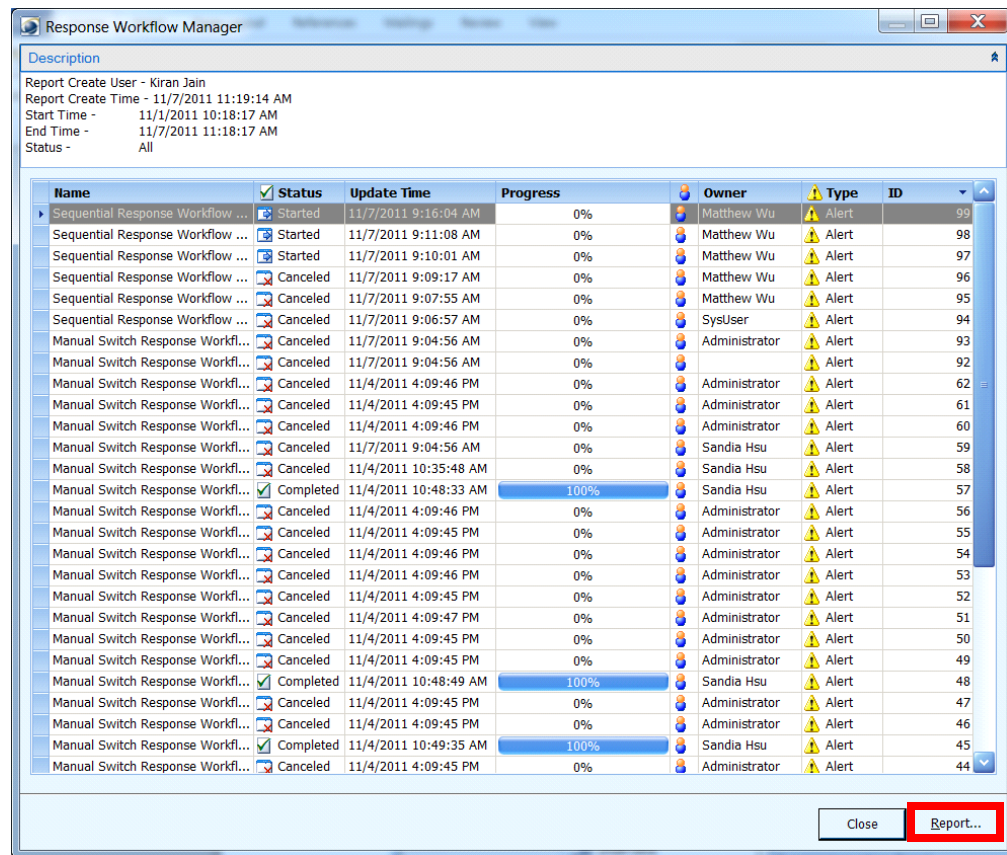 Response Workflow Manager
Description
Report Create User - Kiran Jain
Report Create Time - 11/7/2011 11:19:14 AM
Start Time - 11/1/2011 10:18:17 AM
End Time - 11/7/2011 11:18:17 AM
Status - All
Name Status Update Time Progress Owner Type ID
Sequential Response Workflow ... Started 11/7/2011 9:16:04 AM 0% Matthew Wu Alert 99
Sequential Response Workflow ... Started 11/7/2011 9:11:08 AM 0% Matthew Wu Alert 98
Sequential Response Workflow ... Started 11/7/2011 9:10:01 AM 0% Matthew Wu Alert 97
Sequential Response Workflow ... Canceled 11/7/2011 9:09:17 AM 0% Matthew Wu Alert 96
Sequential Response Workflow ... Canceled 11/7/2011 9:07:55 AM 0% Matthew Wu Alert 95
Sequential Response Workflow ... Canceled 11/7/2011 9:06:57 AM 0% SysUser Alert 94
Manual Switch Response Workfl... Canceled 11/7/2011 9:04:56 AM 0% Administrator Alert 93
Manual Switch Response Workfl... Canceled 11/7/2011 9:04:56 AM 0% Alert 92
Manual Switch Response Workfl... Canceled 11/4/2011 4:09:46 PM 0% Administrator Alert 62
Manual Switch Response Workfl... Canceled 11/4/2011 4:09:45 PM 0% Administrator Alert 61
Manual Switch Response Workfl... Canceled 11/4/2011 4:09:46 PM 0% Administrator Alert 60
Manual Switch Response Workfl... Canceled 11/7/2011 9:04:56 AM 0% Sandia Hsu Alert 59
Manual Switch Response Workfl... Canceled 11/4/2011 10:35:48 AM 0% Sandia Hsu Alert 58
Manual Switch Response Workfl... Completed 11/4/2011 10:48:33 AM 100% Sandia Hsu Alert 57
Manual Switch Response Workfl... Canceled 11/4/2011 4:09:46 PM 0% Administrator Alert 56
Manual Switch Response Workfl... Canceled 11/4/2011 4:09:45 PM 0% Administrator Alert 55
Manual Switch Response Workfl... Canceled 11/4/2011 4:09:46 PM 0% Administrator Alert 54
Manual Switch Response Workfl... Canceled 11/4/2011 4:09:46 PM 0% Administrator Alert 53
Manual Switch Response Workfl... Canceled 11/4/2011 4:09:45 PM 0% Administrator Alert 52
Manual Switch Response Workfl... Canceled 11/4/2011 4:09:47 PM 0% Administrator Alert 51
Manual Switch Response Workfl... Canceled 11/4/2011 4:09:45 PM 0% Administrator Alert 50
Manual Switch Response Workfl... Canceled 11/4/2011 4:09:45 PM 0% Administrator Alert 49
Manual Switch Response Workfl... Completed 11/4/2011 10:48:49 AM 100% Sandia Hsu Alert 48
Manual Switch Response Workfl... Canceled 11/4/2011 4:09:45 PM 0% Administrator Alert 47
Manual Switch Response Workfl... Canceled 11/4/2011 4:09:45 PM 0% Administrator Alert 46
Manual Switch Response Workfl... Completed 11/4/2011 10:49:35 AM 100% Sandia Hsu Alert 45
Manual Switch Response Workfl... Canceled 11/4/2011 4:09:45 PM 0% Administrator Alert 44
Close Report...